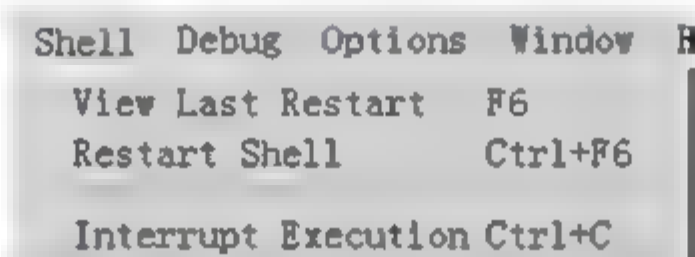 Shell Debug Options Window
View Last Restart F6
Restart Shell Ctrl+F6
Interrupt Execution Ctrl+C